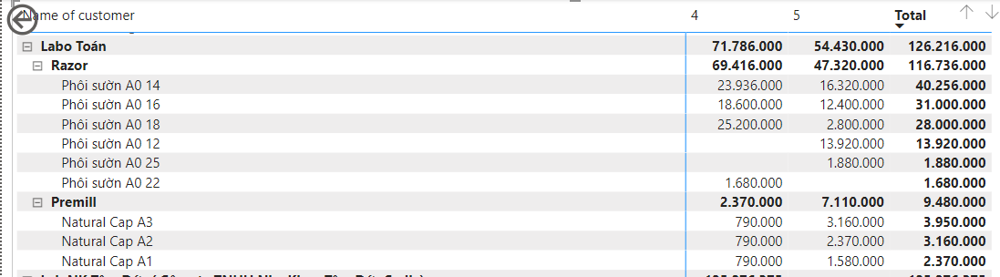 Name of customer 4 5 Total
Labo Toán 71.786.000 54.430.000 126.216.000
Razor 69.416.000 47.320.000 116.736.000
Phôi sườn A0 14 23.936.000 16.320.000 40.256.000
Phôi sườn A0 16 18.600.000 12.400.000 31.000.000
Phôi sườn A0 18 25.200.000 2.800.000 28.000.000
Phôi sườn A0 12 13.920.000 13.920.000
Phôi sườn A0 25 1.880.000 1.880.000
Phôi sườn A0 22 1.680.000 1.680.000
Premill 2.370.000 7.110.000 9.480.000
Natural Cap A3 790.000 3.160.000 3.950.000
Natural Cap A2 790.000 2.370.000 3.160.000
Natural Cap A1 790.000 1.580.000 2.370.000